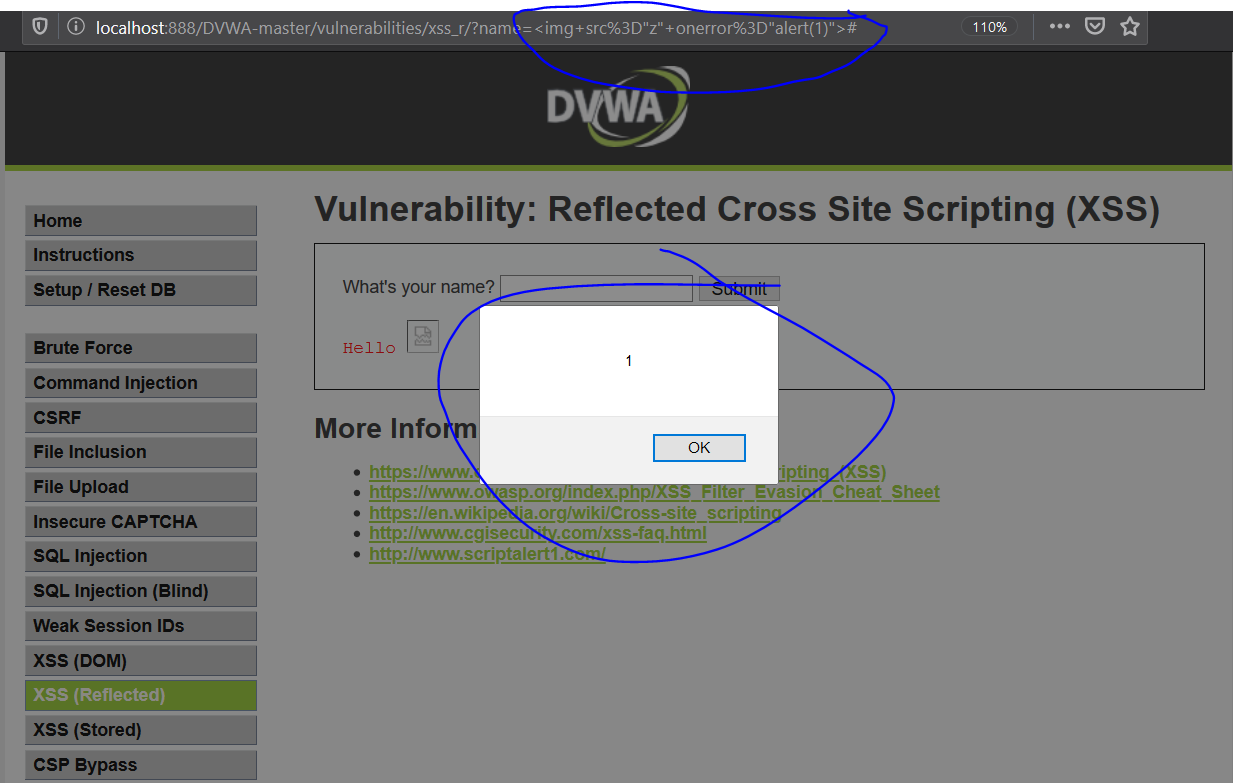 localhost:888/DVWA-master/vulnerabilities/xss_r/?name=<img+src%3D"z"+onerror%3D"alert(1)">#
110%
DVWA
Home
Instructions
Setup / Reset DB
Brute Force
Command Injection
CSRF
File Inclusion
File Upload
Insecure CAPTCHA
SQL Injection
SQL Injection (Blind)
Weak Session IDs
XSS (DOM)
XSS (Reflected)
XSS (Stored)
CSP Bypass
Vulnerability: Reflected Cross Site Scripting (XSS)
What's your name?
Submit
Hello
1
OK
More Inform
https://www.o ripting_(XSS)
https://www.owasp.org/index.php/XSS_Filter_Evasion_Cheat_Sheet
https://en.wikipedia.org/wiki/Cross-site_scripting
http://www.cgisecurity.com/xss-faq.html
http://www.scriptalert1.com/